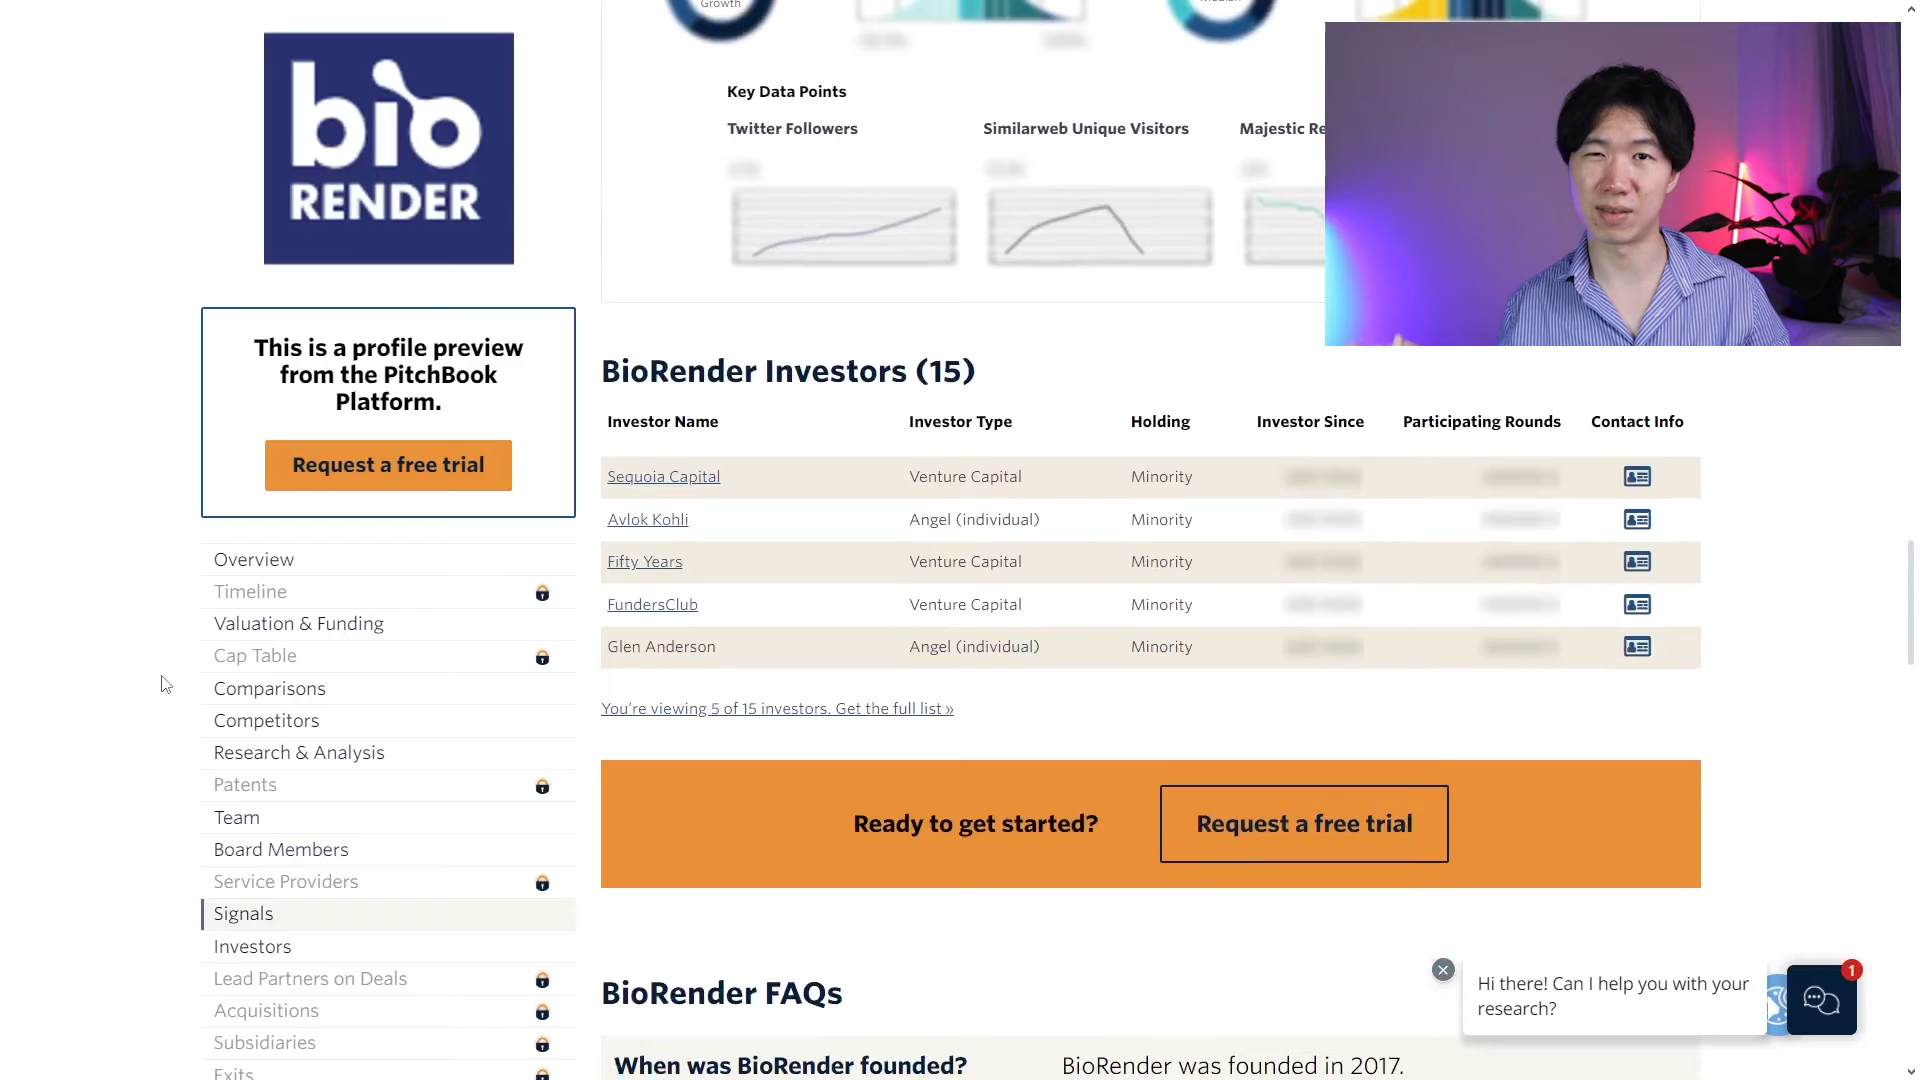 Growth
bio
RENDER
Key Data Points
Twitter Followers
Similarweb Unique Visitors
Majestic Re
This is a profile preview
from the PitchBook
Platform.
Request a free trial
Overview
Timeline
Valuation & Funding
Cap Table
Comparisons
Competitors
Research & Analysis
Patents
Team
Board Members
Service Providers
Signals
Investors
Lead Partners on Deals
Acquisitions
Subsidiaries
Exits
BioRender Investors (15)
Investor Name Investor Type Holding Investor Since Participating Rounds Contact Info
Sequoia Capital Venture Capital Minority
Avlok Kohli Angel (individual) Minority
Fifty Years Venture Capital Minority
FundersClub Venture Capital Minority
Glen Anderson Angel (individual) Minority
You're viewing 5 of 15 investors. Get the full list »
Ready to get started?
Request a free trial
BioRender FAQs
When was BioRender founded?
BioRender was founded in 2017.
Hi there! Can I help you with your
research?
1